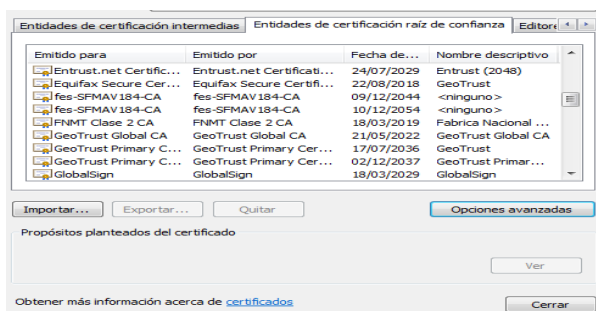 Entidades de certificación intermedias Entidades de certificación raíz de confianza Editore
Emitido para Emitido por Fecha de... Nombre descriptivo
Entrust.net Certific... Entrust.net Certificati... 24/07/2029 Entrust (2048)
Equifax Secure Certi... Equifax Secure Cer... 22/08/2018 GeoTrust
fes-SFMAV184-CA fes-SFMAV184-CA 09/12/2044 <ninguno>
fes-SFMAV184-CA fes-SFMAV184-CA 10/12/2054 <ninguno>
FNMT Clase 2 CA FNMT Clase 2 CA 18/03/2019 Fabrica Nacional ...
GeoTrust Global CA GeoTrust Global CA 21/05/2022 GeoTrust Global CA
GeoTrust Primary C... GeoTrust Primary Cer... 17/07/2036 GeoTrust
GeoTrust Primary C... GeoTrust Primary Cer... 02/12/2037 GeoTrust Primar...
GlobalSign GlobalSign 18/03/2029 GlobalSign
Importar... Exportar... Quitar Opciones avanzadas
Propósitos planteados del certificado
Ver
Obtener más información acerca de certificados
Cerrar